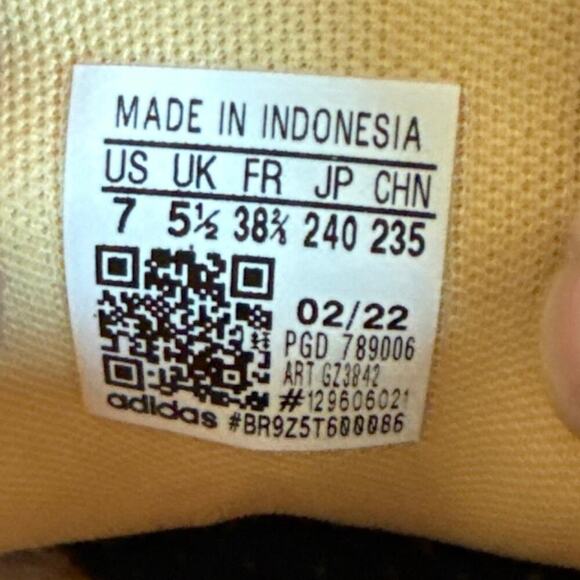 MADE IN INDONESIA
US UK FR JP CHN
7 5½ 38⅔ 240 235
02/22
PGD 789006
ART GZ3842
#129606021
adidas #BR9Z5T600086